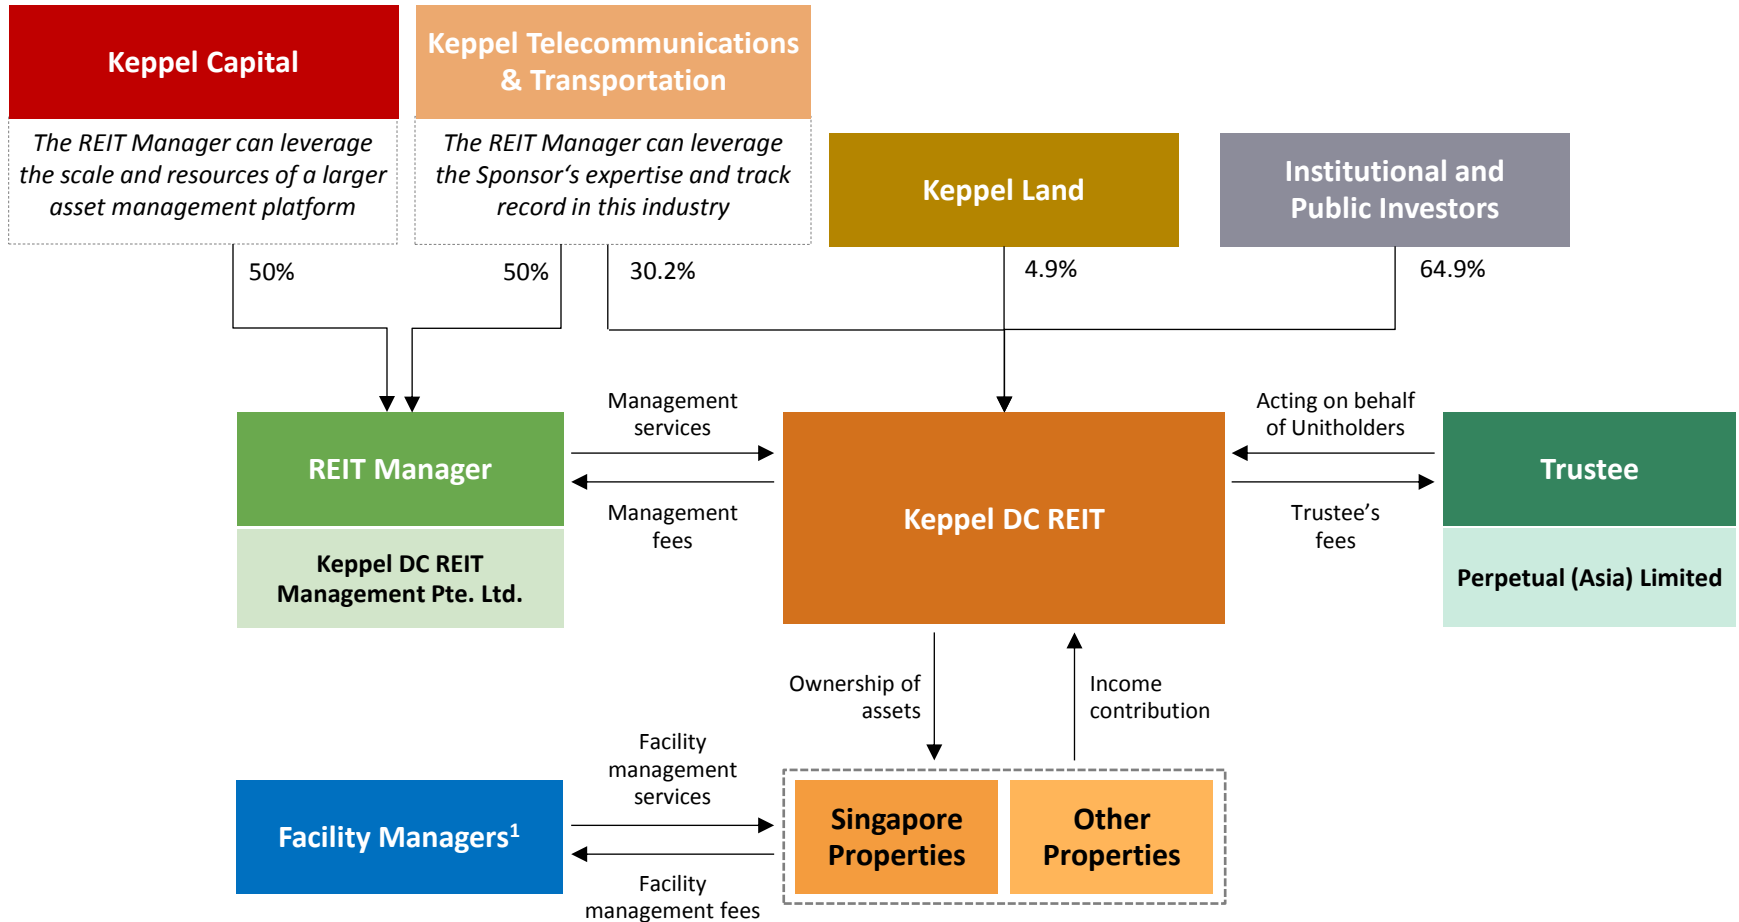 Keppel Capital
Keppel Telecommunications
& Transportation
The REIT Manager can leverage
the scale and resources of a larger
asset management platform
The REIT Manager can leverage
the Sponsor‘s expertise and track
record in this industry
Keppel Land
Institutional and
Public Investors
50%
50%
30.2%
4.9%
64.9%
REIT Manager
Keppel DC REIT
Management Pte. Ltd.
Management
services
Management
fees
Keppel DC REIT
Acting on behalf
of Unitholders
Trustee’s
fees
Trustee
Perpetual (Asia) Limited
Ownership of
assets
Income
contribution
Facility Managers1
Facility
management
services
Facility
management fees
Singapore
Properties
Other
Properties